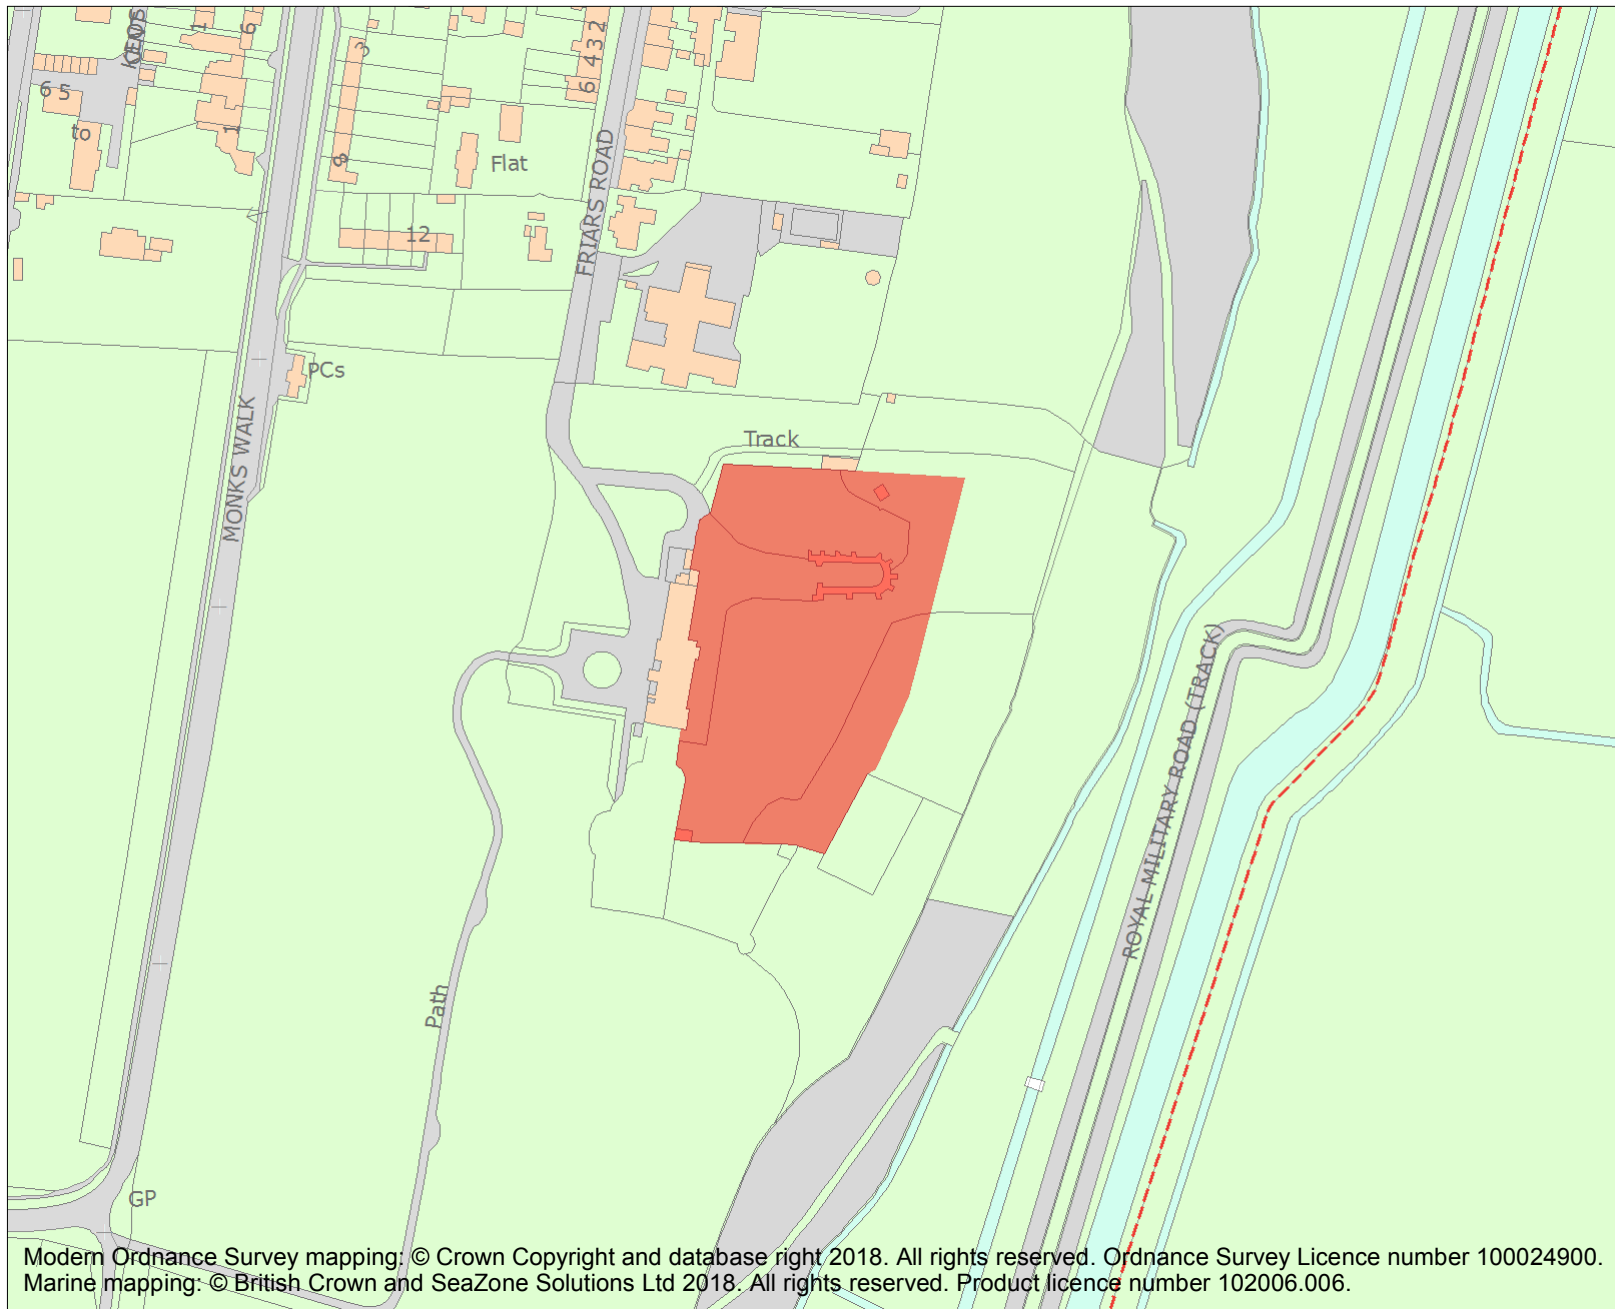 1
6
3
6 4 3 2
6 5
to
1
8
Flat
FRIARS ROAD
12
PCs
MONKS WALK
Track
ROYAL MILITARY ROAD (TRACK)
Path
GP
Modern Ordnance Survey mapping: © Crown Copyright and database right 2018. All rights reserved. Ordnance Survey Licence number 100024900.
Marine mapping: © British Crown and SeaZone Solutions Ltd 2018. All rights reserved. Product licence number 102006.006.